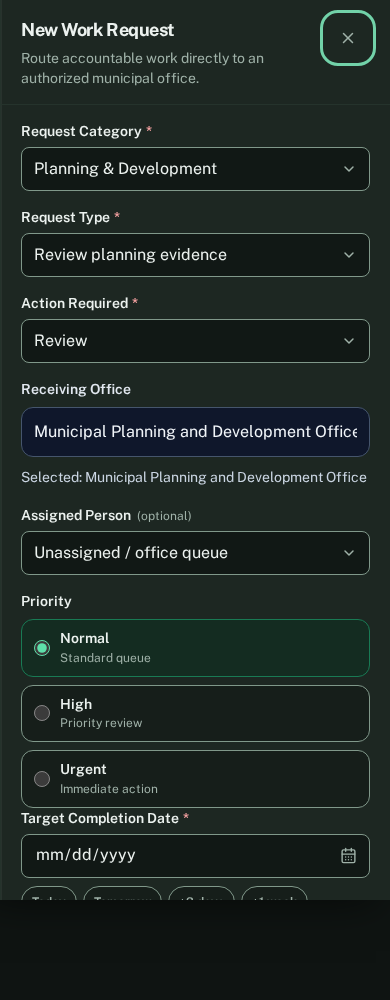 New Work Request
Route accountable work directly to an
authorized municipal office.
Request Category *
Planning & Development
Request Type *
Review planning evidence
Action Required *
Review
Receiving Office
Municipal Planning and Development Office
Selected: Municipal Planning and Development Office
Assigned Person (optional)
Unassigned / office queue
Priority
Normal
Standard queue
High
Priority review
Urgent
Immediate action
Target Completion Date *
mm/dd/yyyy